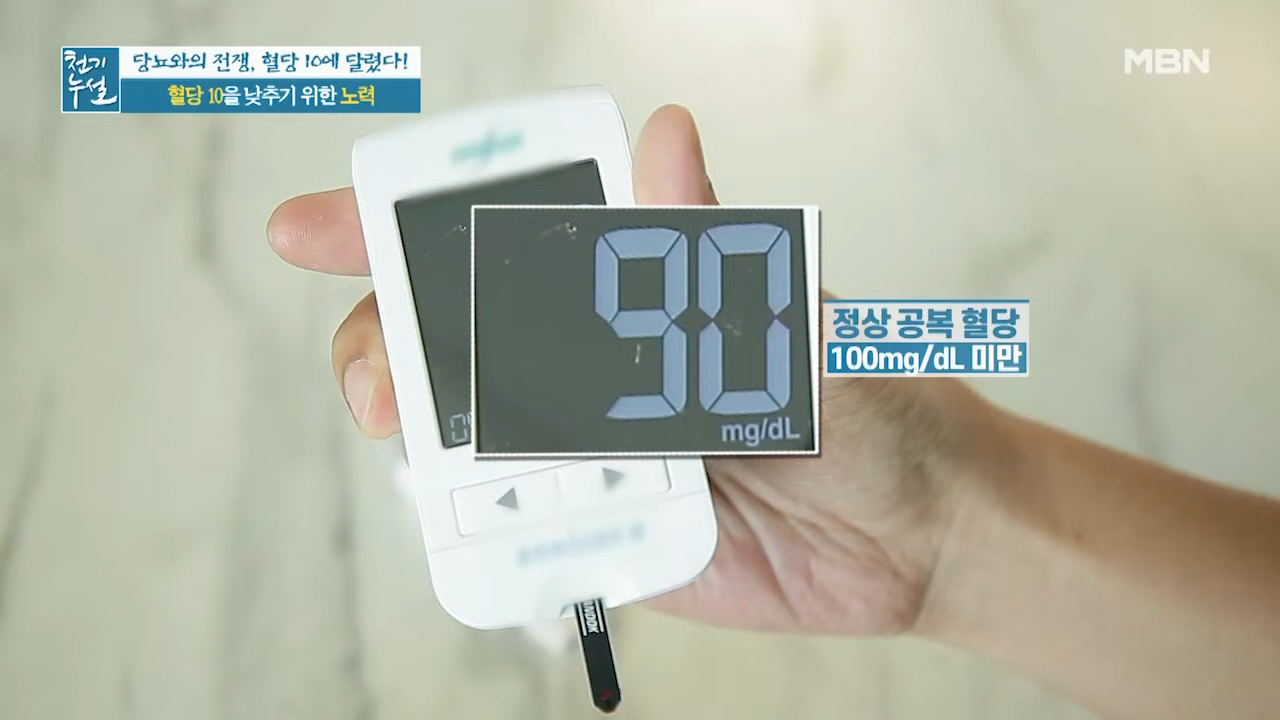 천기누설
당뇨와의 전쟁, 혈당 10에 달렸다!
혈당 10을 낮추기 위한 노력
MBN
90
mg/dL
정상 공복 혈당
100mg/dL 미만